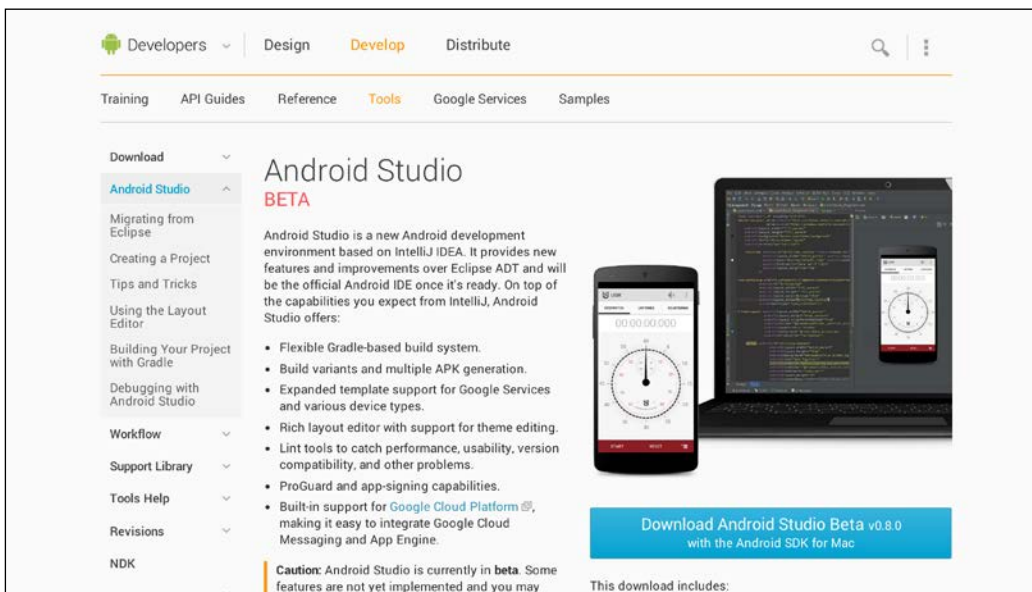 Developers
Design
Develop
Distribute
Training
API Guides
Reference
Tools
Google Services
Samples
Download
Android Studio
Migrating from
Eclipse
Creating a Project
Tips and Tricks
Using the Layout
Editor
Building Your Project
with Gradle
Debugging with
Android Studio
Workflow
Support Library
Tools Help
Revisions
NDK
Android Studio
BETA
Android Studio is a new Android development
environment based on IntelliJ IDEA. It provides new
features and improvements over Eclipse ADT and will
be the official Android IDE once it's ready. On top of
the capabilities you expect from IntelliJ, Android
Studio offers:
• Flexible Gradle-based build system.
• Build variants and multiple APK generation.
• Expanded template support for Google Services
and various device types.
• Rich layout editor with support for theme editing.
• Lint tools to catch performance, usability, version
compatibility, and other problems.
• ProGuard and app-signing capabilities.
• Built-in support for Google Cloud Platform,
making it easy to integrate Google Cloud
Messaging and App Engine.
Caution: Android Studio is currently in beta. Some
features are not yet implemented and you may
00:00:00.000
START
RESET
Download Android Studio Beta v0.8.0
with the Android SDK for Mac
This download includes: